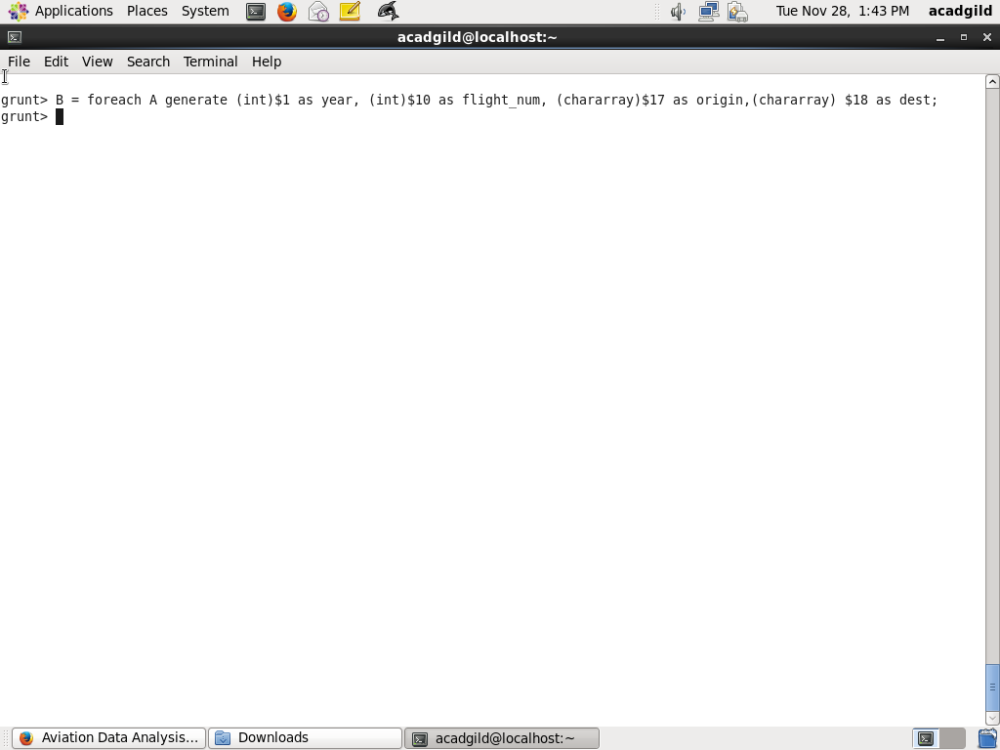 Applications Places System Tue Nov 28, 1:43 PM acadgild
acadgild@localhost:~
File Edit View Search Terminal Help
grunt> B = foreach A generate (int)$1 as year, (int)$10 as flight_num, (chararray)$17 as origin,(chararray) $18 as dest;
grunt>
Aviation Data Analysis... Downloads acadgild@localhost:~